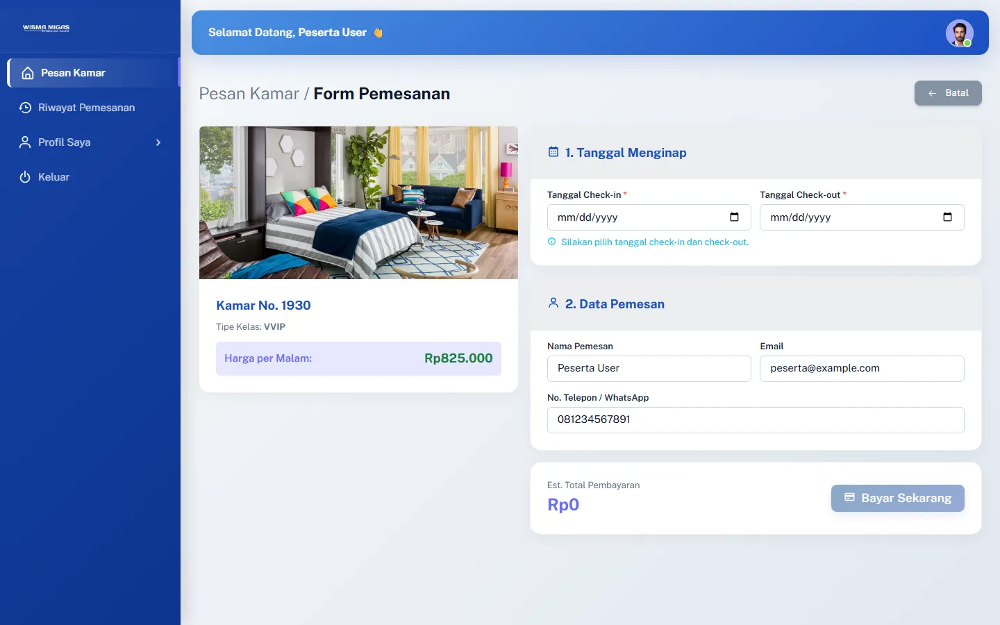 WISMA MIGAS
Bridging your success
Pesan Kamar
Riwayat Pemesanan
Profil Saya
Keluar
Selamat Datang, Peserta User 👋
Pesan Kamar / Form Pemesanan
← Batal
Kamar No. 1930
Tipe Kelas: VVIP
Harga per Malam: Rp825.000
1. Tanggal Menginap
Tanggal Check-in * Tanggal Check-out *
mm/dd/yyyy mm/dd/yyyy
Silakan pilih tanggal check-in dan check-out.
2. Data Pemesan
Nama Pemesan Email
Peserta User peserta@example.com
No. Telepon / WhatsApp
081234567891
Est. Total Pembayaran
Rp0
Bayar Sekarang